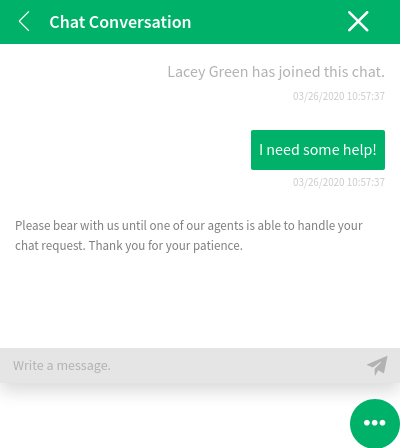 Chat Conversation
Lacey Green has joined this chat.
03/26/2020 10:57:37
I need some help!
03/26/2020 10:57:37
Please bear with us until one of our agents is able to handle your
chat request. Thank you for your patience.
Write a message.